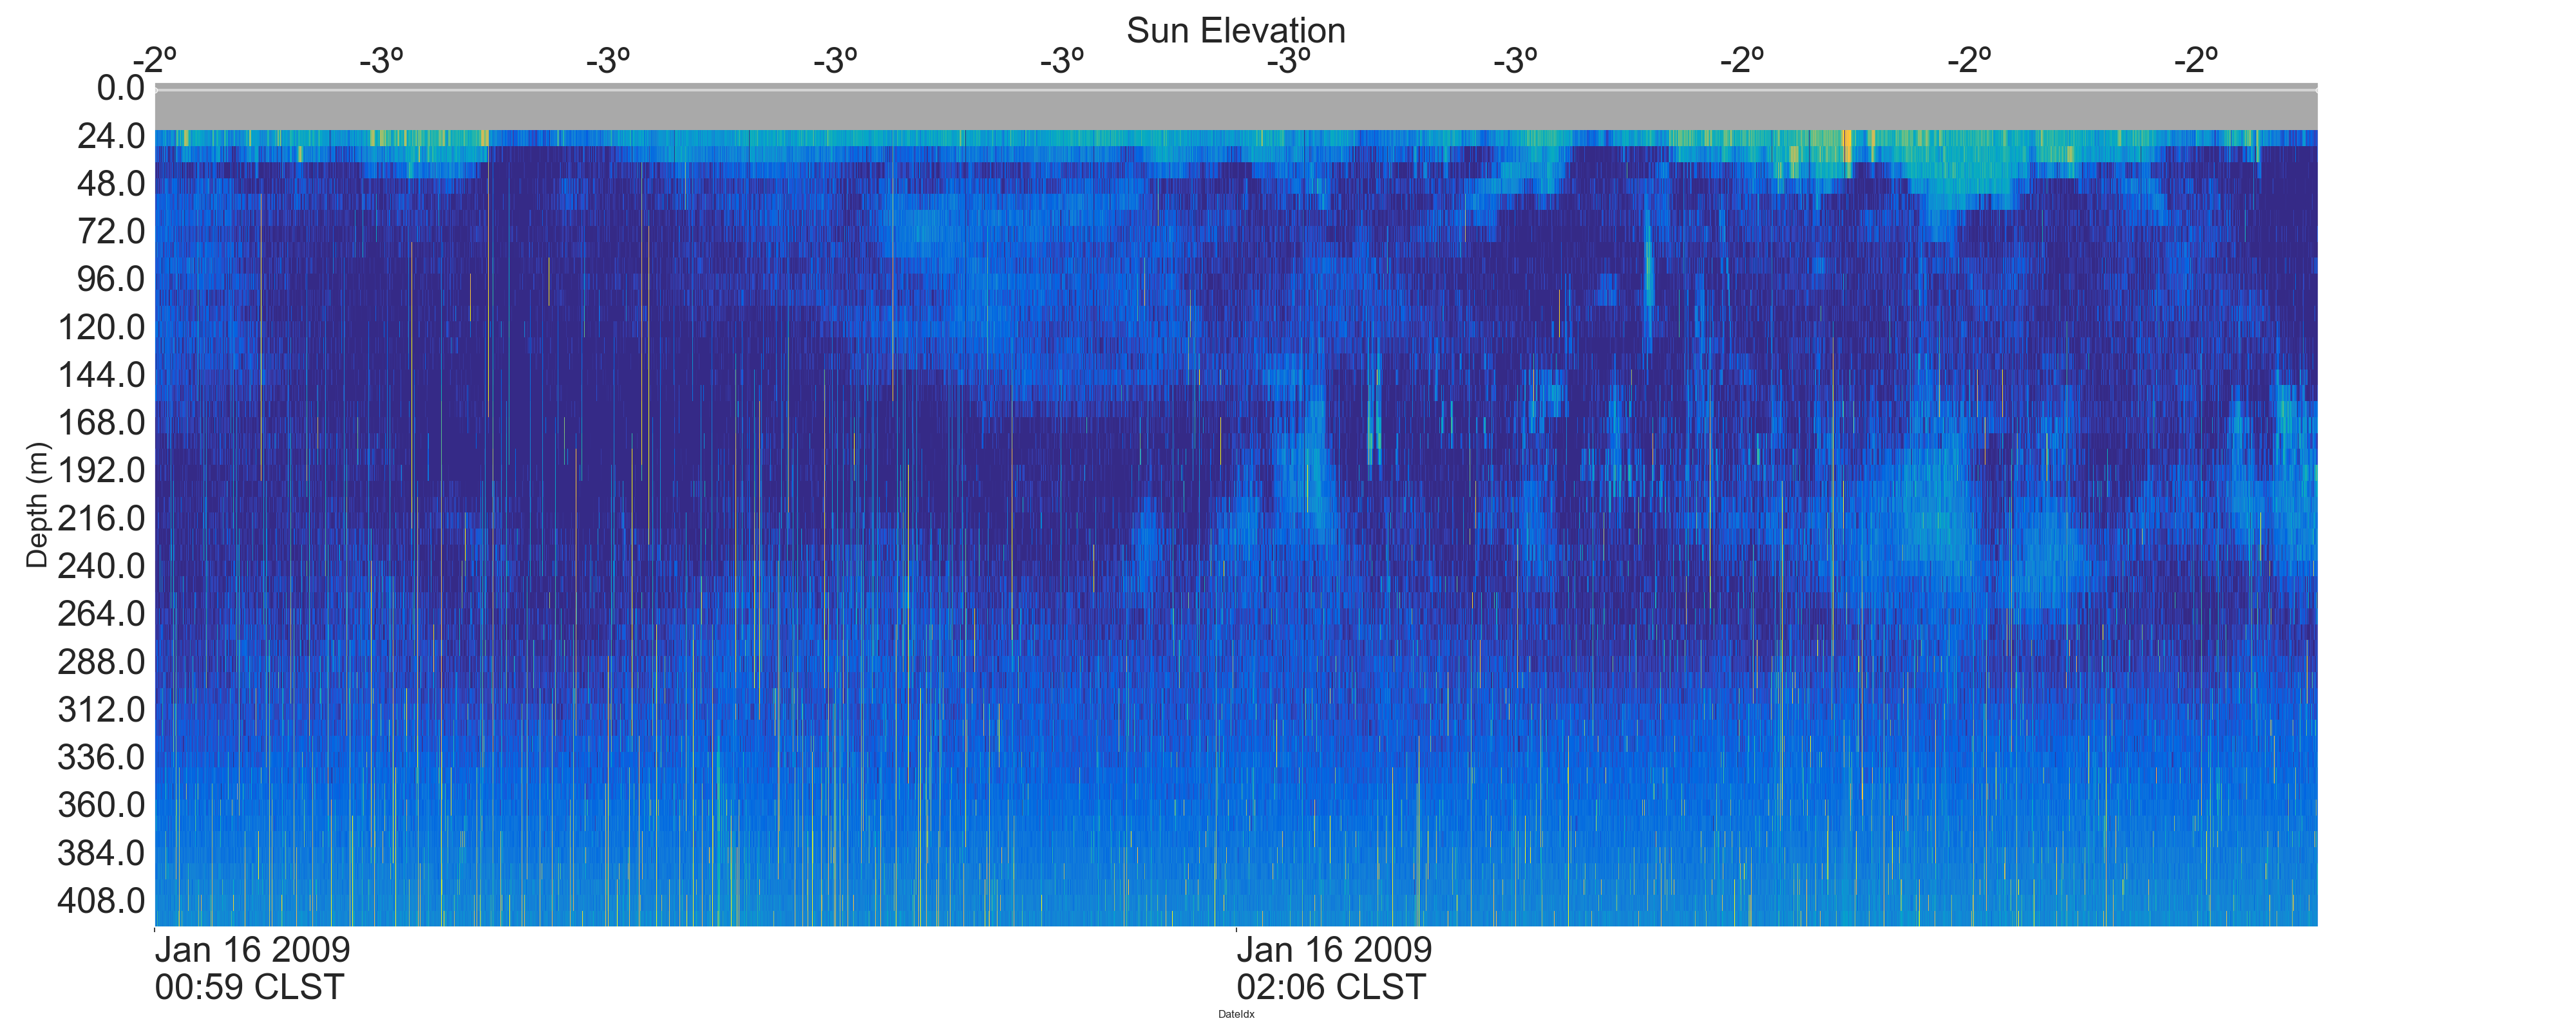 Sun Elevation
-2º -3º -3º -3º -3º -3º -3º -2º -2º -2º
0.0
24.0
48.0
72.0
96.0
120.0
144.0
168.0
192.0
216.0
240.0
264.0
288.0
312.0
336.0
360.0
384.0
408.0
Depth (m)
Jan 16 2009
00:59 CLST
Jan 16 2009
02:06 CLST
DateIdx